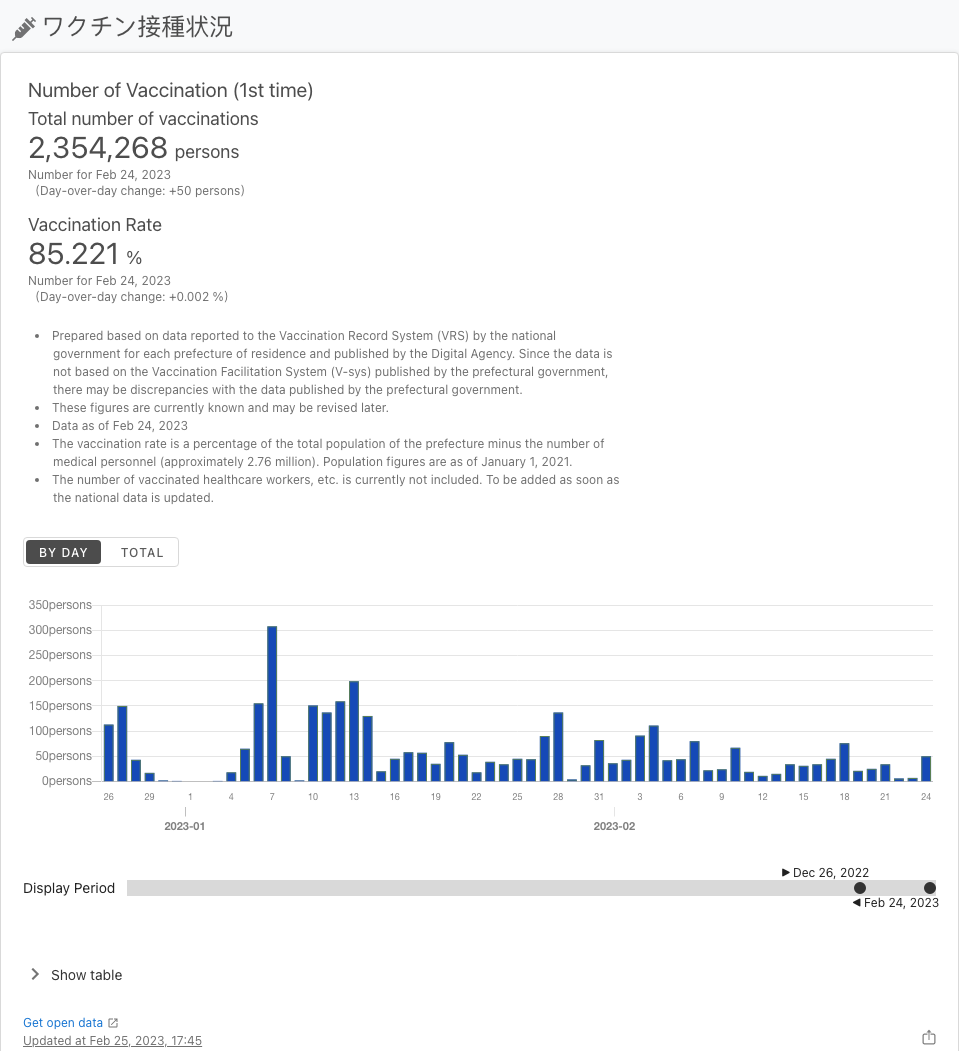 ワクチン接種状況
Number of Vaccination (1st time)
Total number of vaccinations
2,354,268 persons
Number for Feb 24, 2023
(Day-over-day change: +50 persons)
Vaccination Rate
85.221 %
Number for Feb 24, 2023
(Day-over-day change: +0.002 %)
• Prepared based on data reported to the Vaccination Record System (VRS) by the national
government for each prefecture of residence and published by the Digital Agency. Since the data is
not based on the Vaccination Facilitation System (V-sys) published by the prefectural government,
there may be discrepancies with the data published by the prefectural government.
• These figures are currently known and may be revised later.
• Data as of Feb 24, 2023
• The vaccination rate is a percentage of the total population of the prefecture minus the number of
medical personnel (approximately 2.76 million). Population figures are as of January 1, 2021.
• The number of vaccinated healthcare workers, etc. is currently not included. To be added as soon as
the national data is updated.
BY DAY TOTAL
350persons
300persons
250persons
200persons
150persons
100persons
50persons
0persons
26 29 1 4 7 10 13 16 19 22 25 28 31 3 6 9 12 15 18 21 24
2023-01 2023-02
Dec 26, 2022
Display Period
Feb 24, 2023
Show table
Get open data
Updated at Feb 25, 2023, 17:45